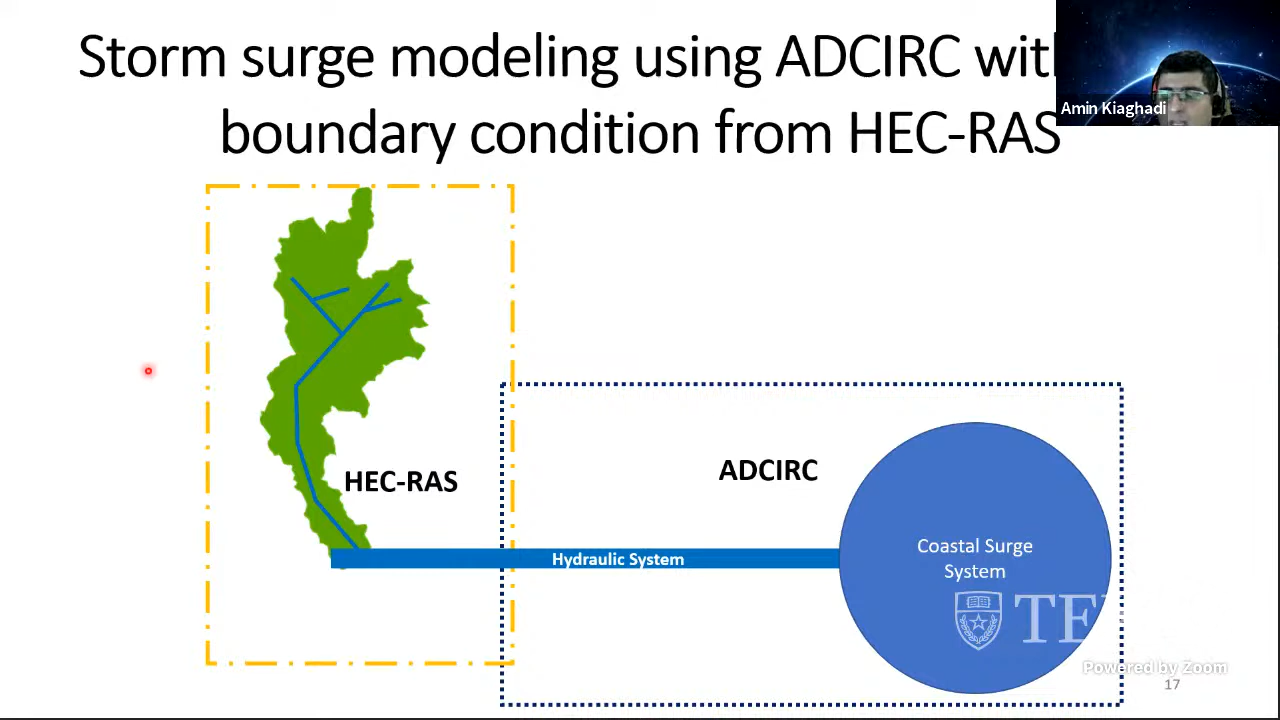 Storm surge modeling using ADCIRC with
boundary condition from HEC-RAS
Amin Kiaghadi
HEC-RAS
ADCIRC
Hydraulic System
Coastal Surge
System
Powered by Zoom
17